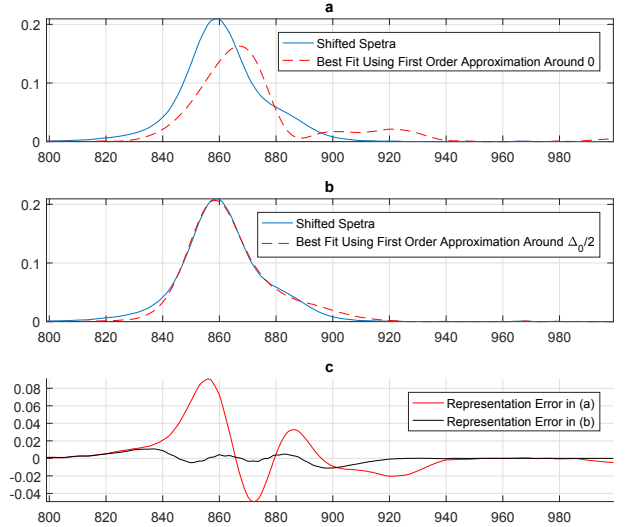 a
0.2
0.1
0
Shifted Spetra
Best Fit Using First Order Approximation Around 0
800 820 840 860 880 900 920 940 960 980
b
0.2
0.1
0
Shifted Spetra
Best Fit Using First Order Approximation Around Δ0/2
800 820 840 860 880 900 920 940 960 980
c
0.08
0.06
0.04
0.02
0
-0.02
-0.04
Representation Error in (a)
Representation Error in (b)
800 820 840 860 880 900 920 940 960 980